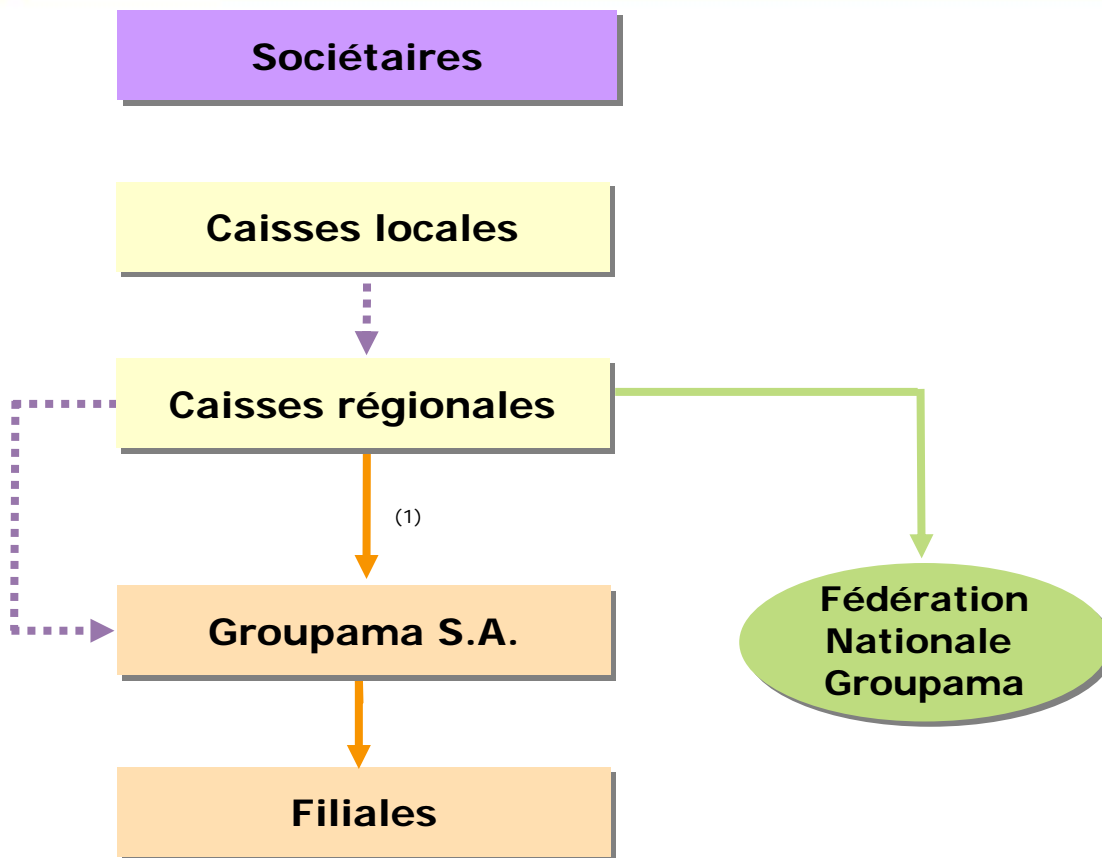 Sociétaires
Caisses locales
Caisses régionales
(1)
Groupama S.A.
Fédération
Nationale
Groupama
Filiales